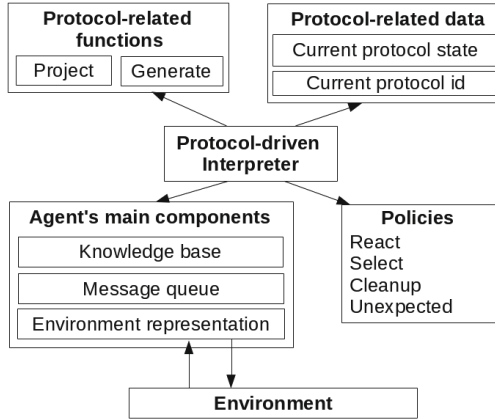 Protocol-related
functions
Project
Generate
Protocol-related data
Current protocol state
Current protocol id
Protocol-driven
Interpreter
Agent's main components
Knowledge base
Message queue
Environment representation
Policies
React
Select
Cleanup
Unexpected
Environment